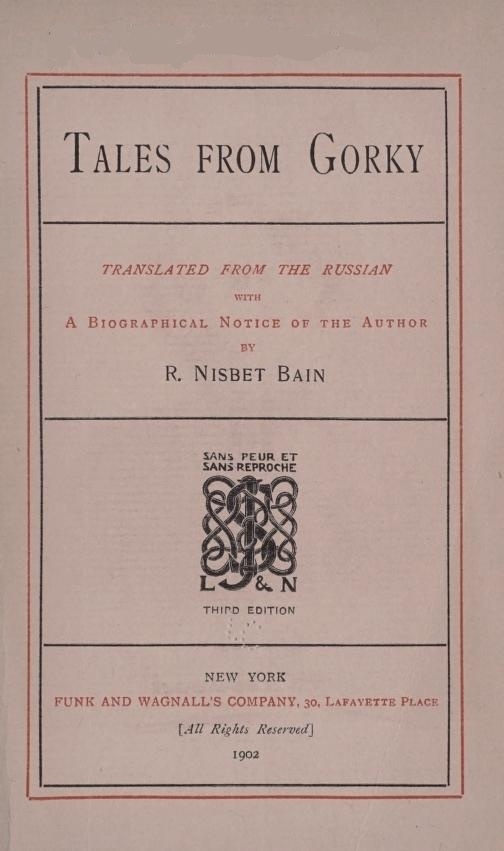 TALES FROM GORKY
TRANSLATED FROM THE RUSSIAN
WITH
A BIOGRAPHICAL NOTICE OF THE AUTHOR
BY
R. NISBET BAIN
SANS PEUR ET
SANS REPROCHE
L & N
THIRD EDITION
NEW YORK
FUNK AND WAGNALL'S COMPANY, 30, LAFAYETTE PLACE
[All Rights Reserved]
1902